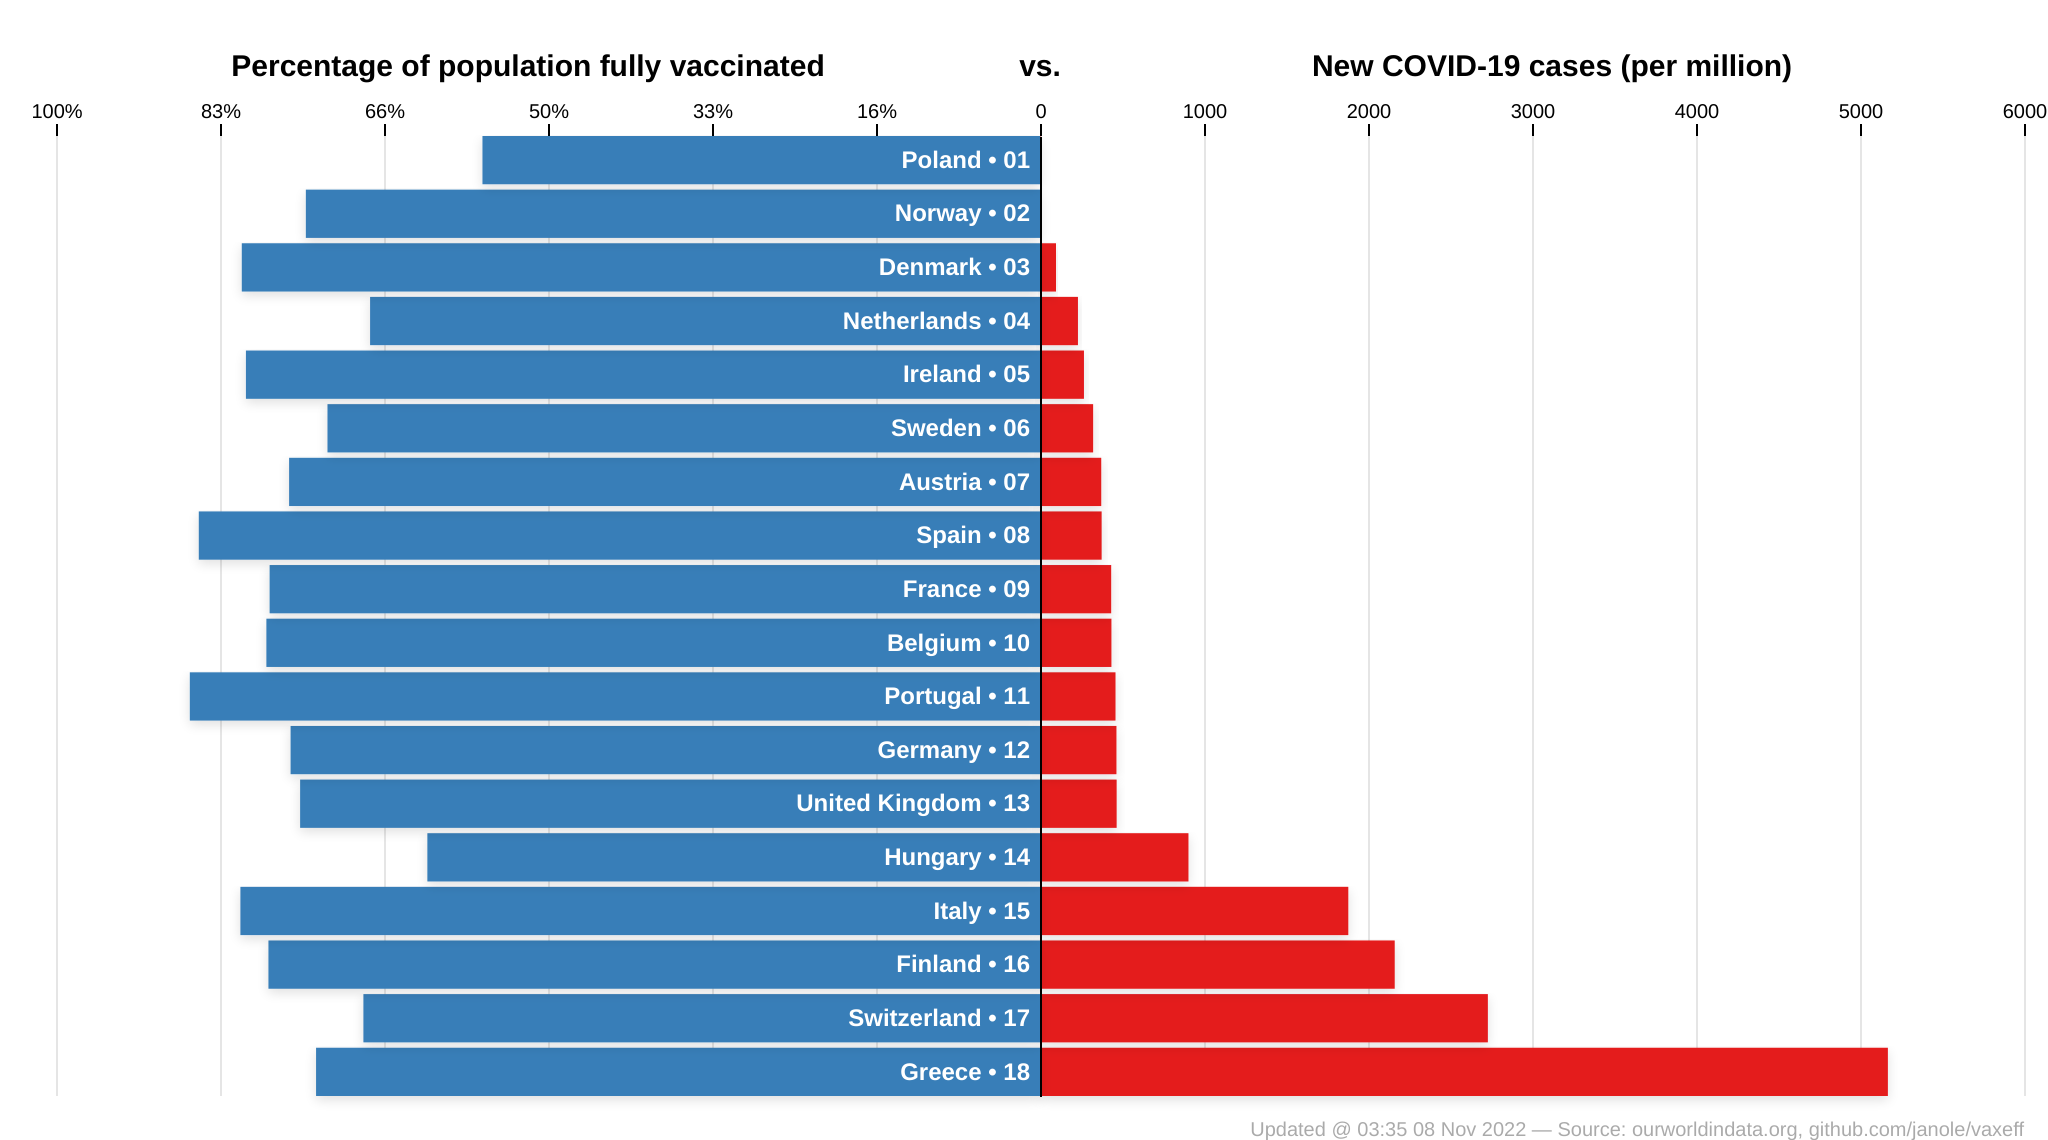 Percentage of population fully vaccinated vs. New COVID-19 cases (per million)
100% 83% 66% 50% 33% 16% 0 1000 2000 3000 4000 5000 6000
Poland • 01
Norway • 02
Denmark • 03
Netherlands • 04
Ireland • 05
Sweden • 06
Austria • 07
Spain • 08
France • 09
Belgium • 10
Portugal • 11
Germany • 12
United Kingdom • 13
Hungary • 14
Italy • 15
Finland • 16
Switzerland • 17
Greece • 18
Updated @ 03:35 08 Nov 2022 — Source: ourworldindata.org, github.com/janole/vaxeff